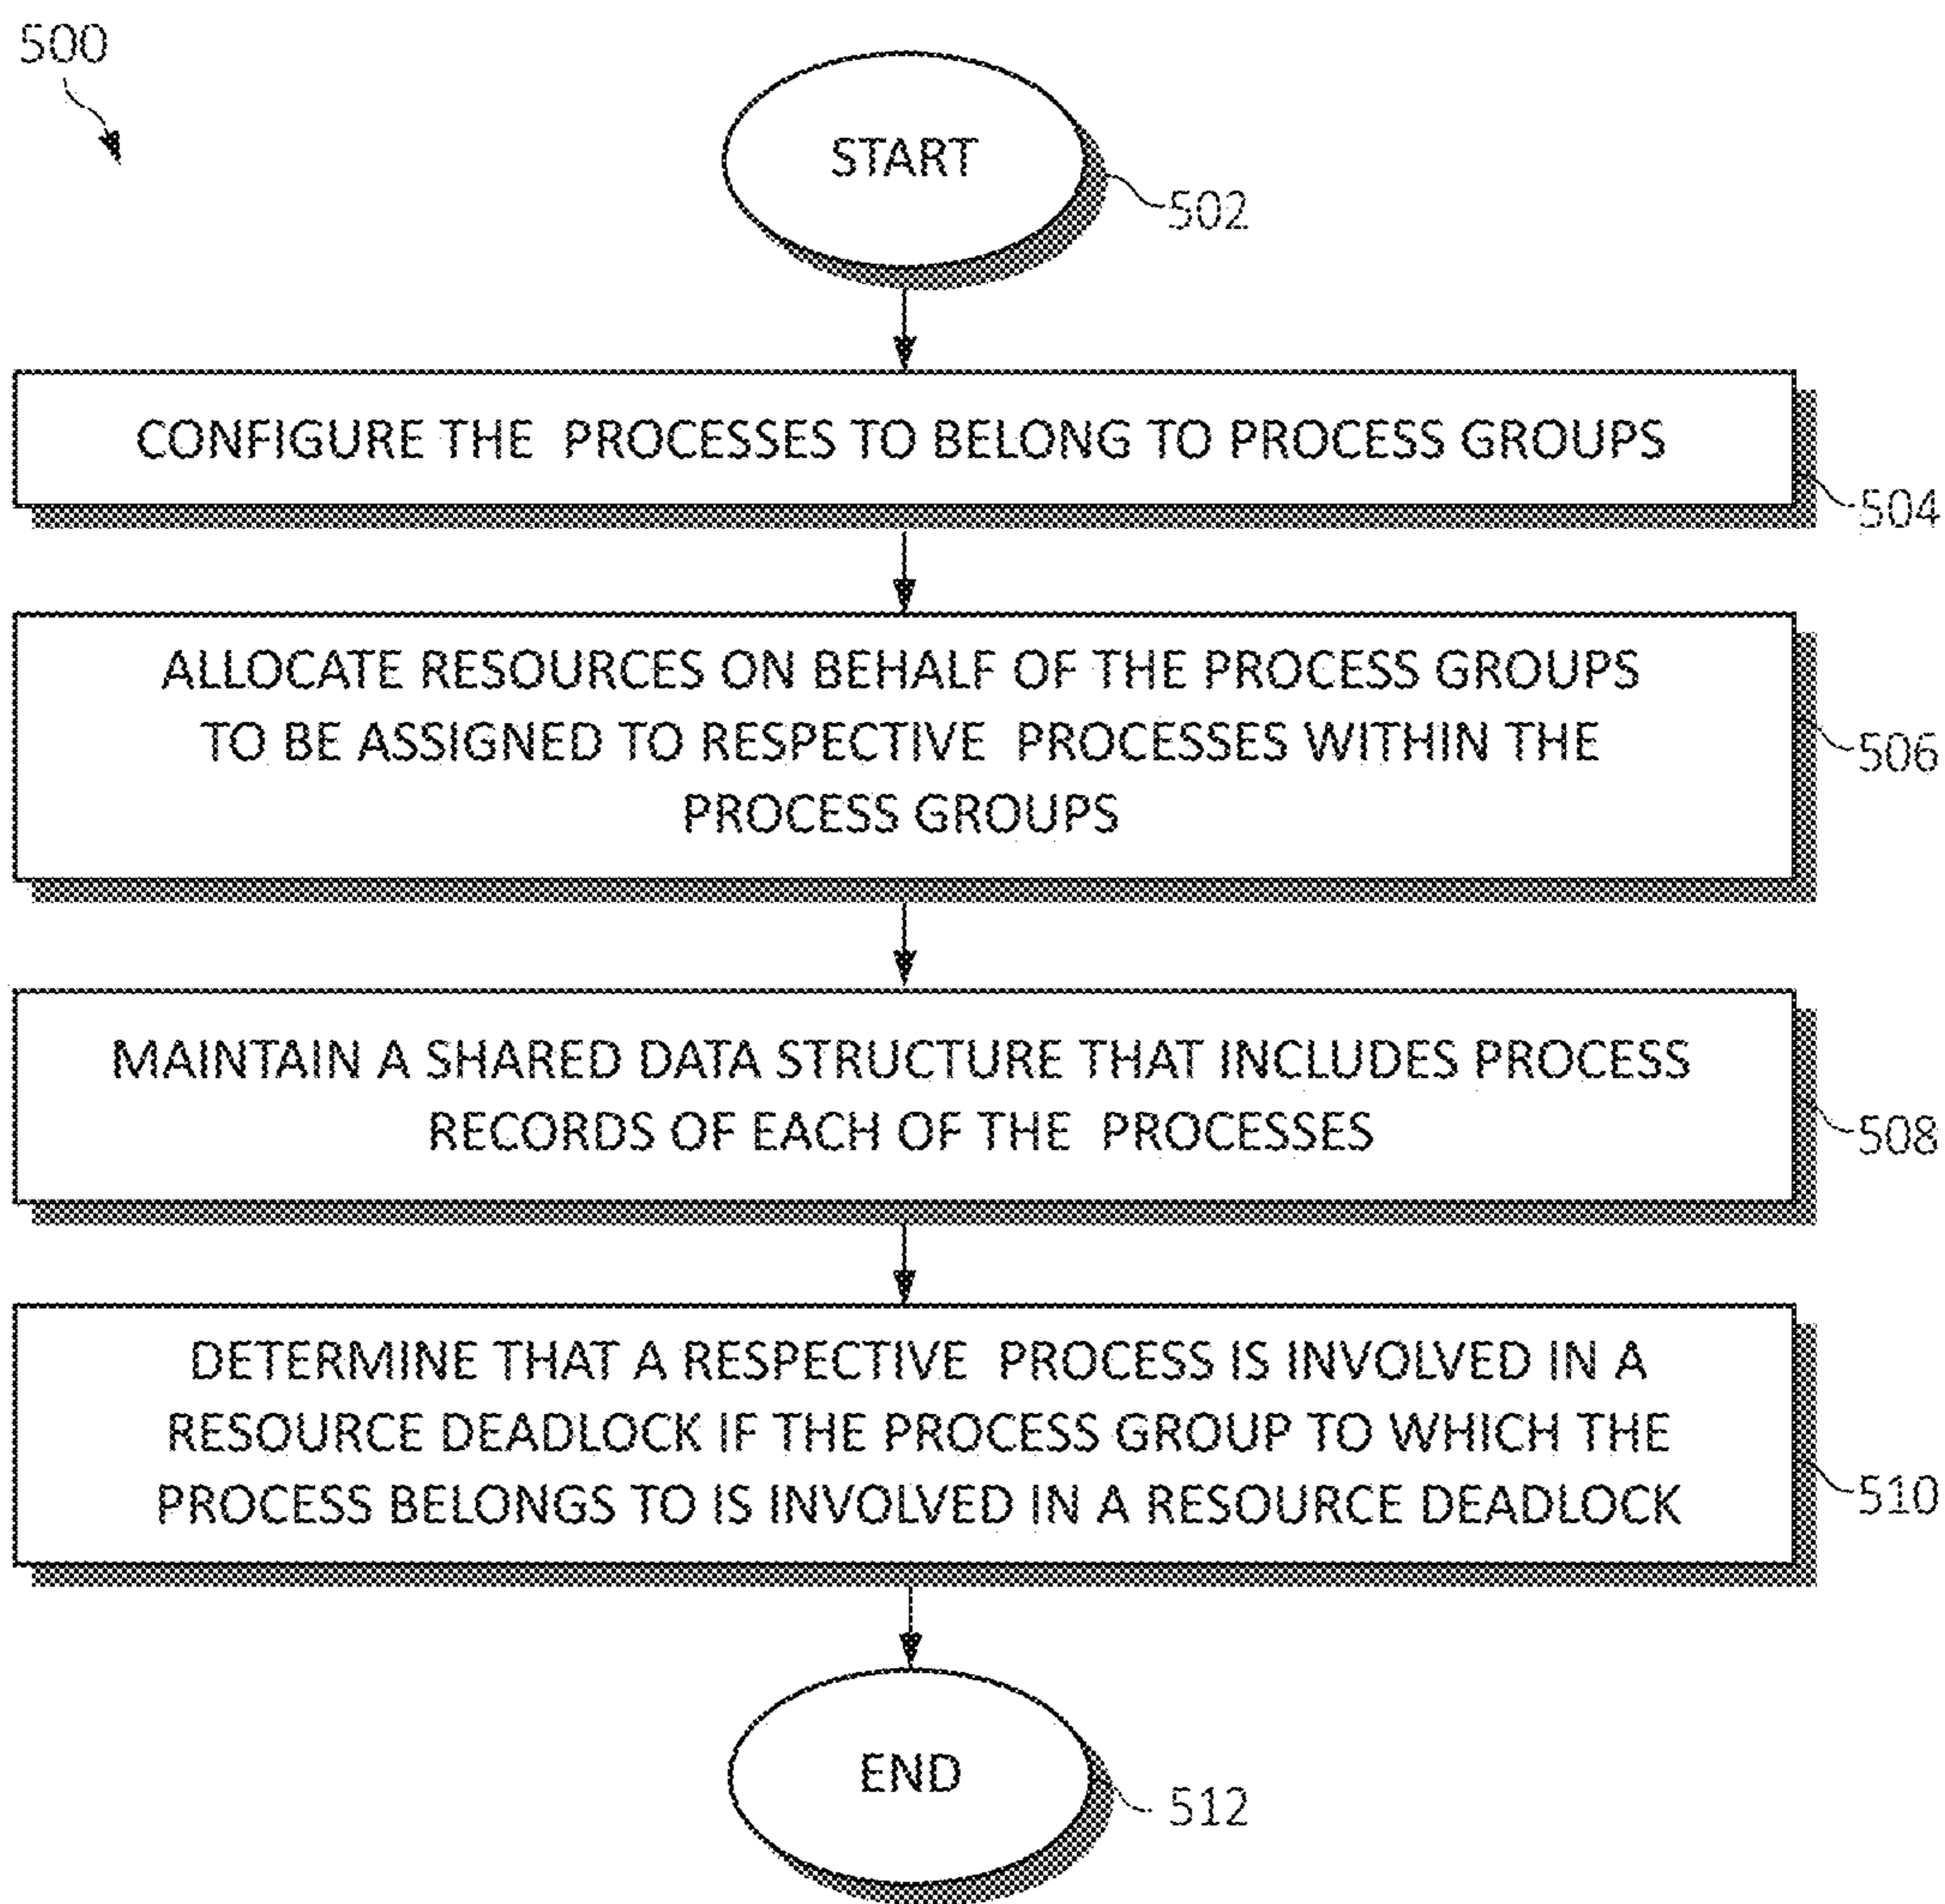 500
START
502
CONFIGURE THE PROCESSES TO BELONG TO PROCESS GROUPS
504
ALLOCATE RESOURCES ON BEHALF OF THE PROCESS GROUPS
TO BE ASSIGNED TO RESPECTIVE PROCESSES WITHIN THE
PROCESS GROUPS
506
MAINTAIN A SHARED DATA STRUCTURE THAT INCLUDES PROCESS
RECORDS OF EACH OF THE PROCESSES
508
DETERMINE THAT A RESPECTIVE PROCESS IS INVOLVED IN A
RESOURCE DEADLOCK IF THE PROCESS GROUP TO WHICH THE
PROCESS BELONGS TO IS INVOLVED IN A RESOURCE DEADLOCK
510
END
512